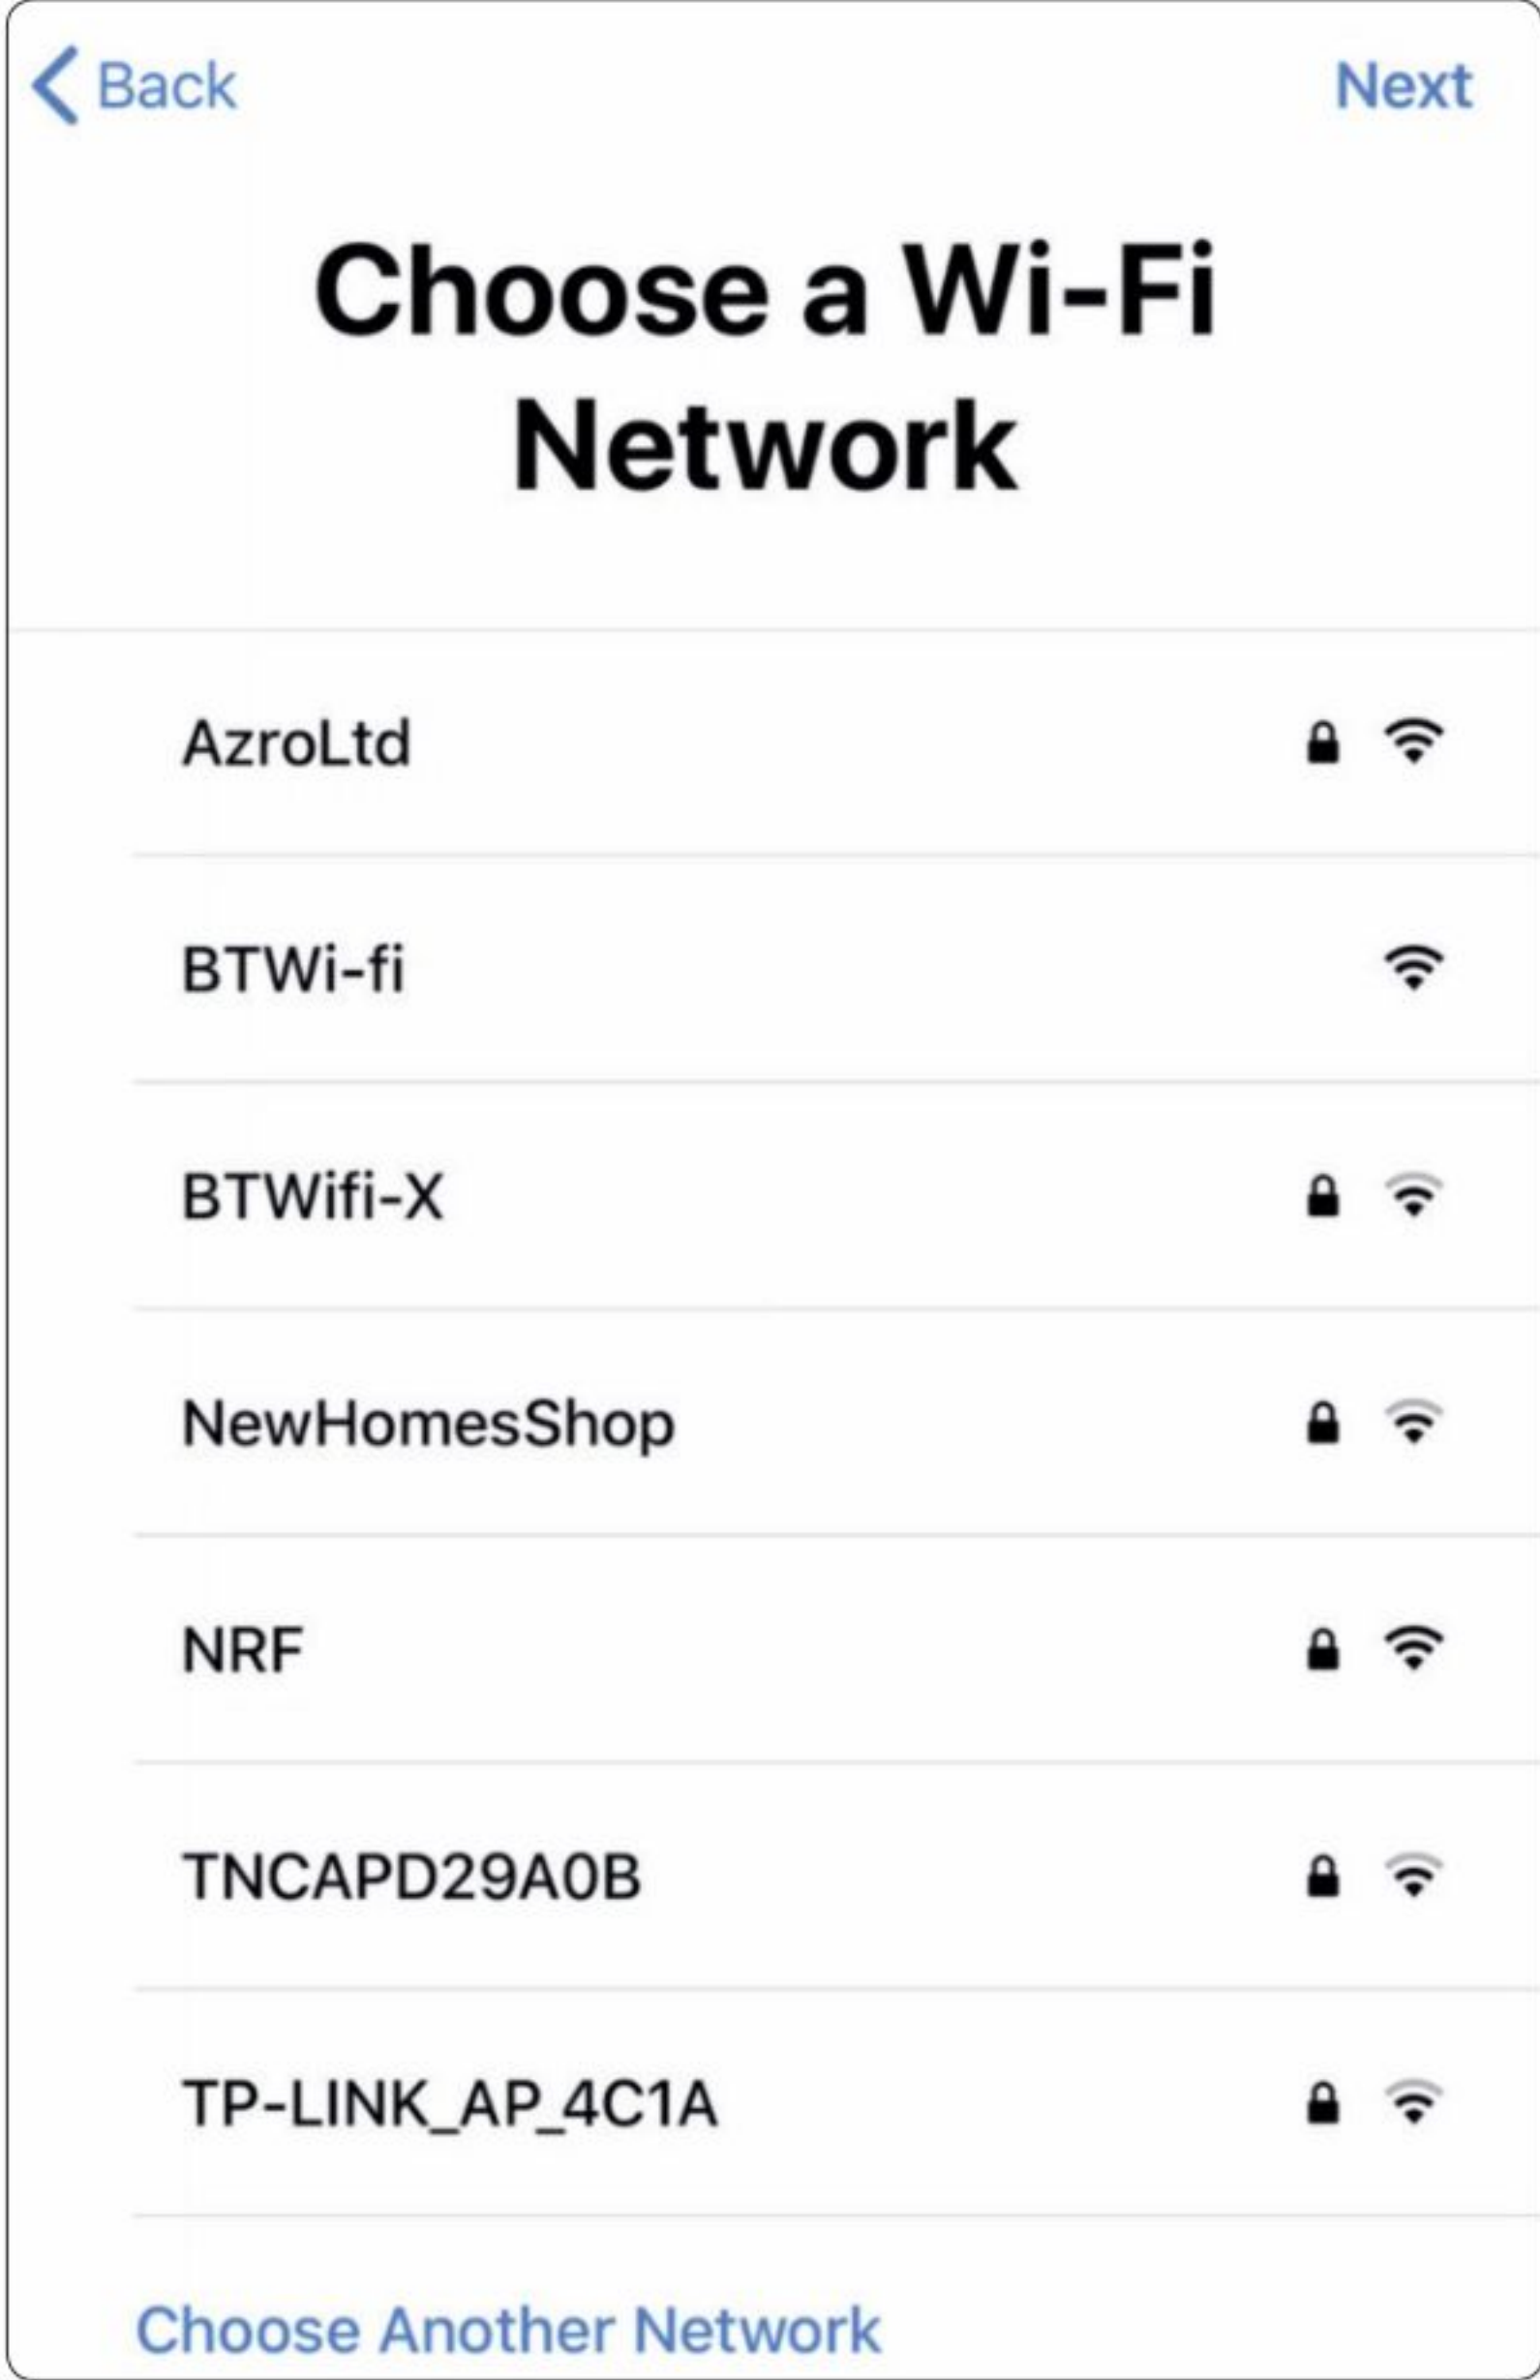 Back
Next
Choose a Wi-Fi
Network
AzroLtd
BTWi-fi
BTWifi-X
NewHomesShop
NRF
TNCAPD29A0B
TP-LINK_AP_4C1A
Choose Another Network